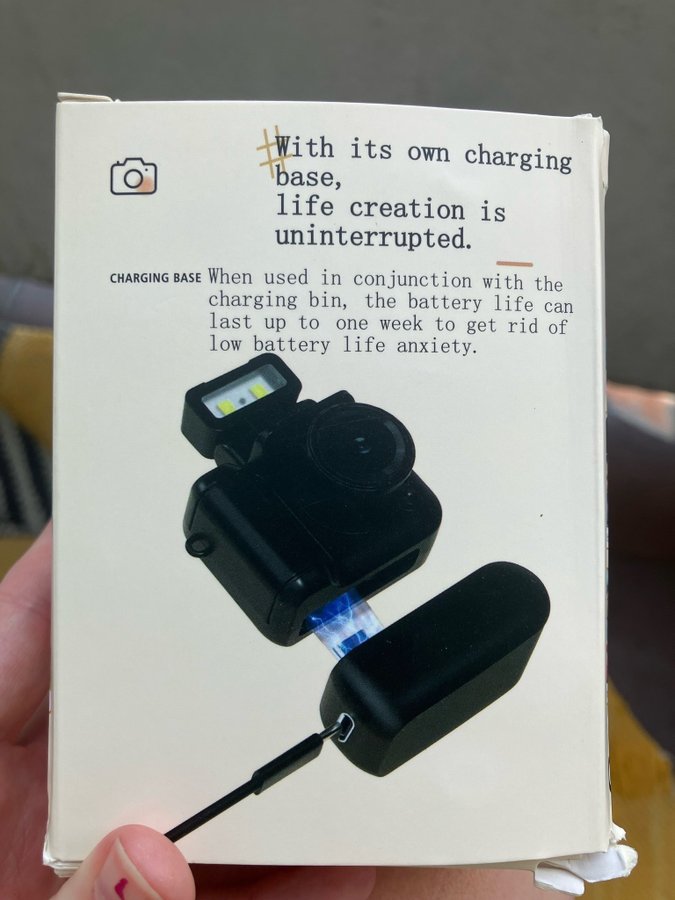 With its own charging
base,
life creation is
uninterrupted.
CHARGING BASE When used in conjunction with the
charging bin, the battery life can
last up to one week to get rid of
low battery life anxiety.